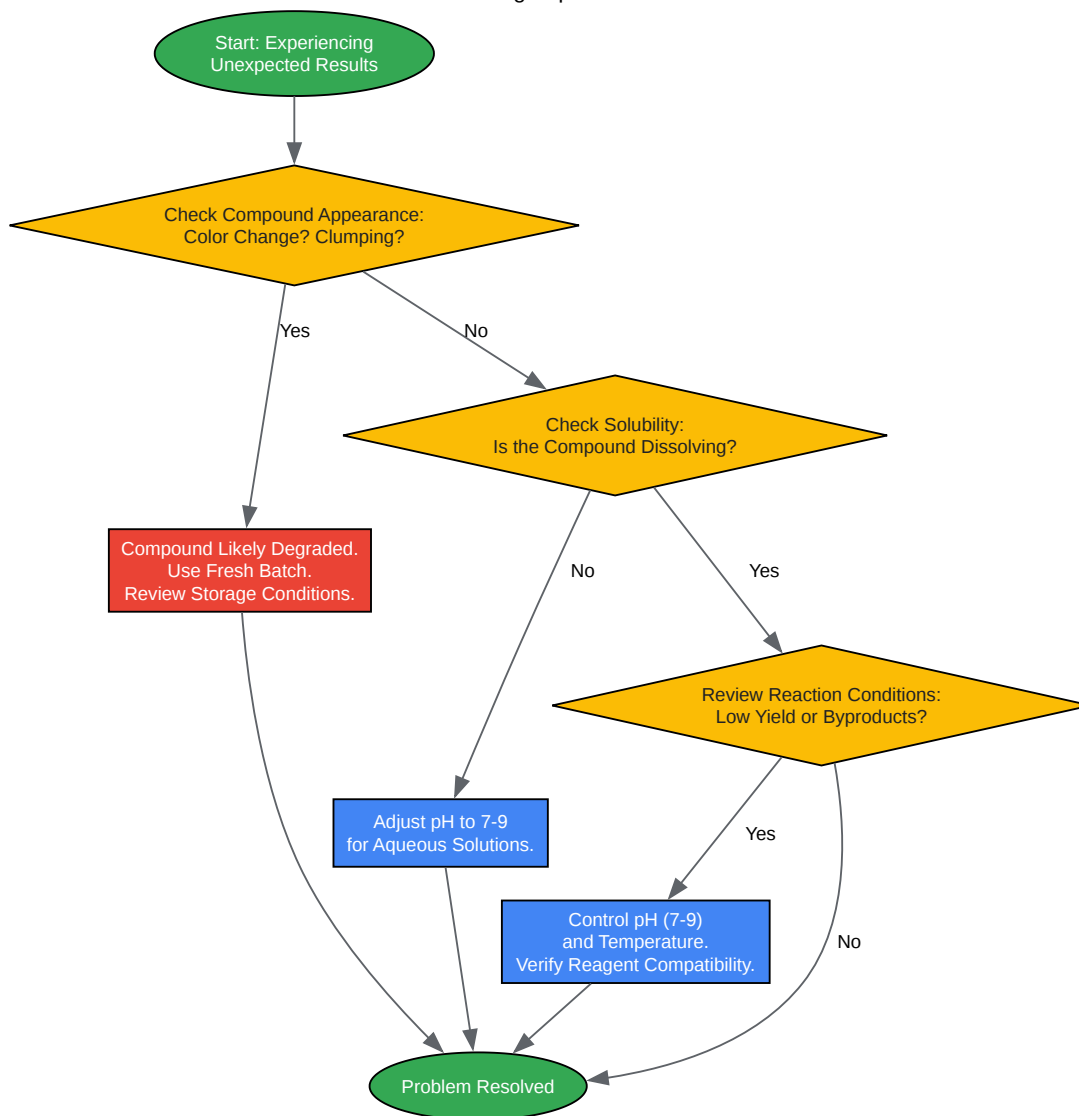 Start: Experiencing
Unexpected Results
Check Compound Appearance:
Color Change? Clumping?
Yes
No
Check Solubility:
Is the Compound Dissolving?
Compound Likely Degraded.
Use Fresh Batch.
Review Storage Conditions.
No
Yes
Review Reaction Conditions:
Low Yield or Byproducts?
Adjust pH to 7-9
for Aqueous Solutions.
Yes
Control pH (7-9)
and Temperature.
Verify Reagent Compatibility.
No
Problem Resolved